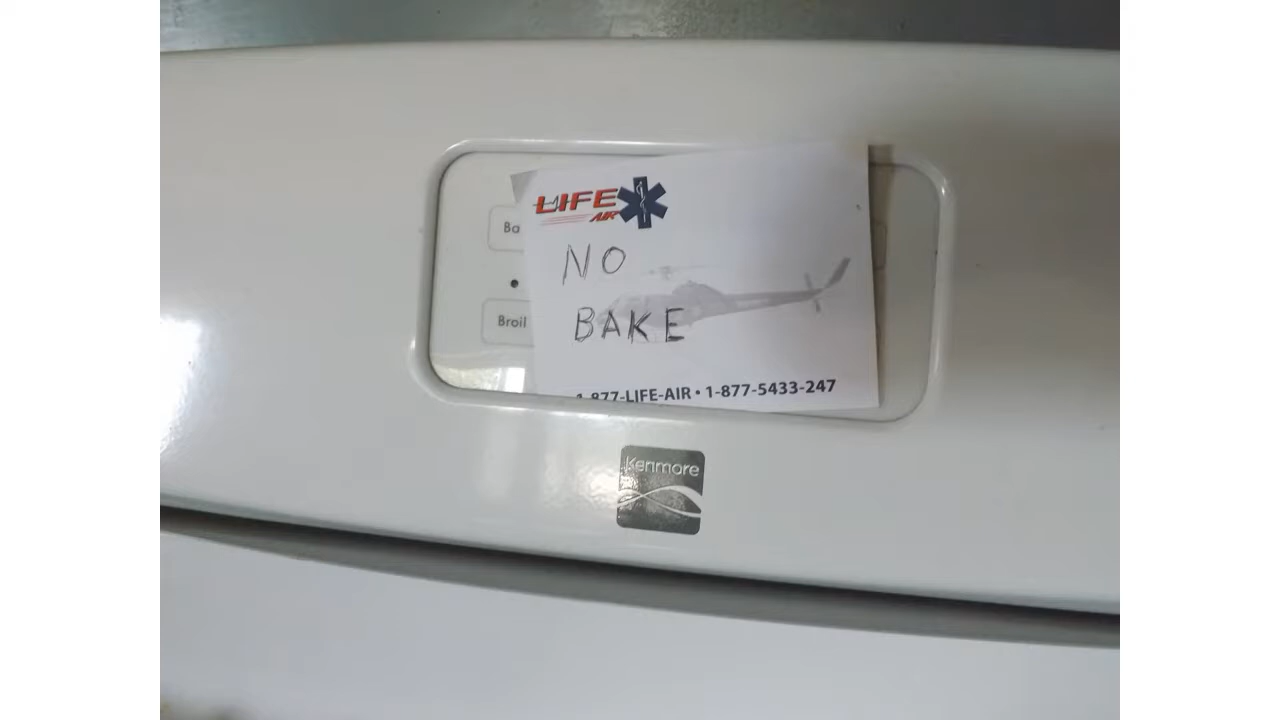 LIFE
AIR
NO
BAKE
1-877-LIFE-AIR • 1-877-5433-247
Ba
Broil
Kenmore